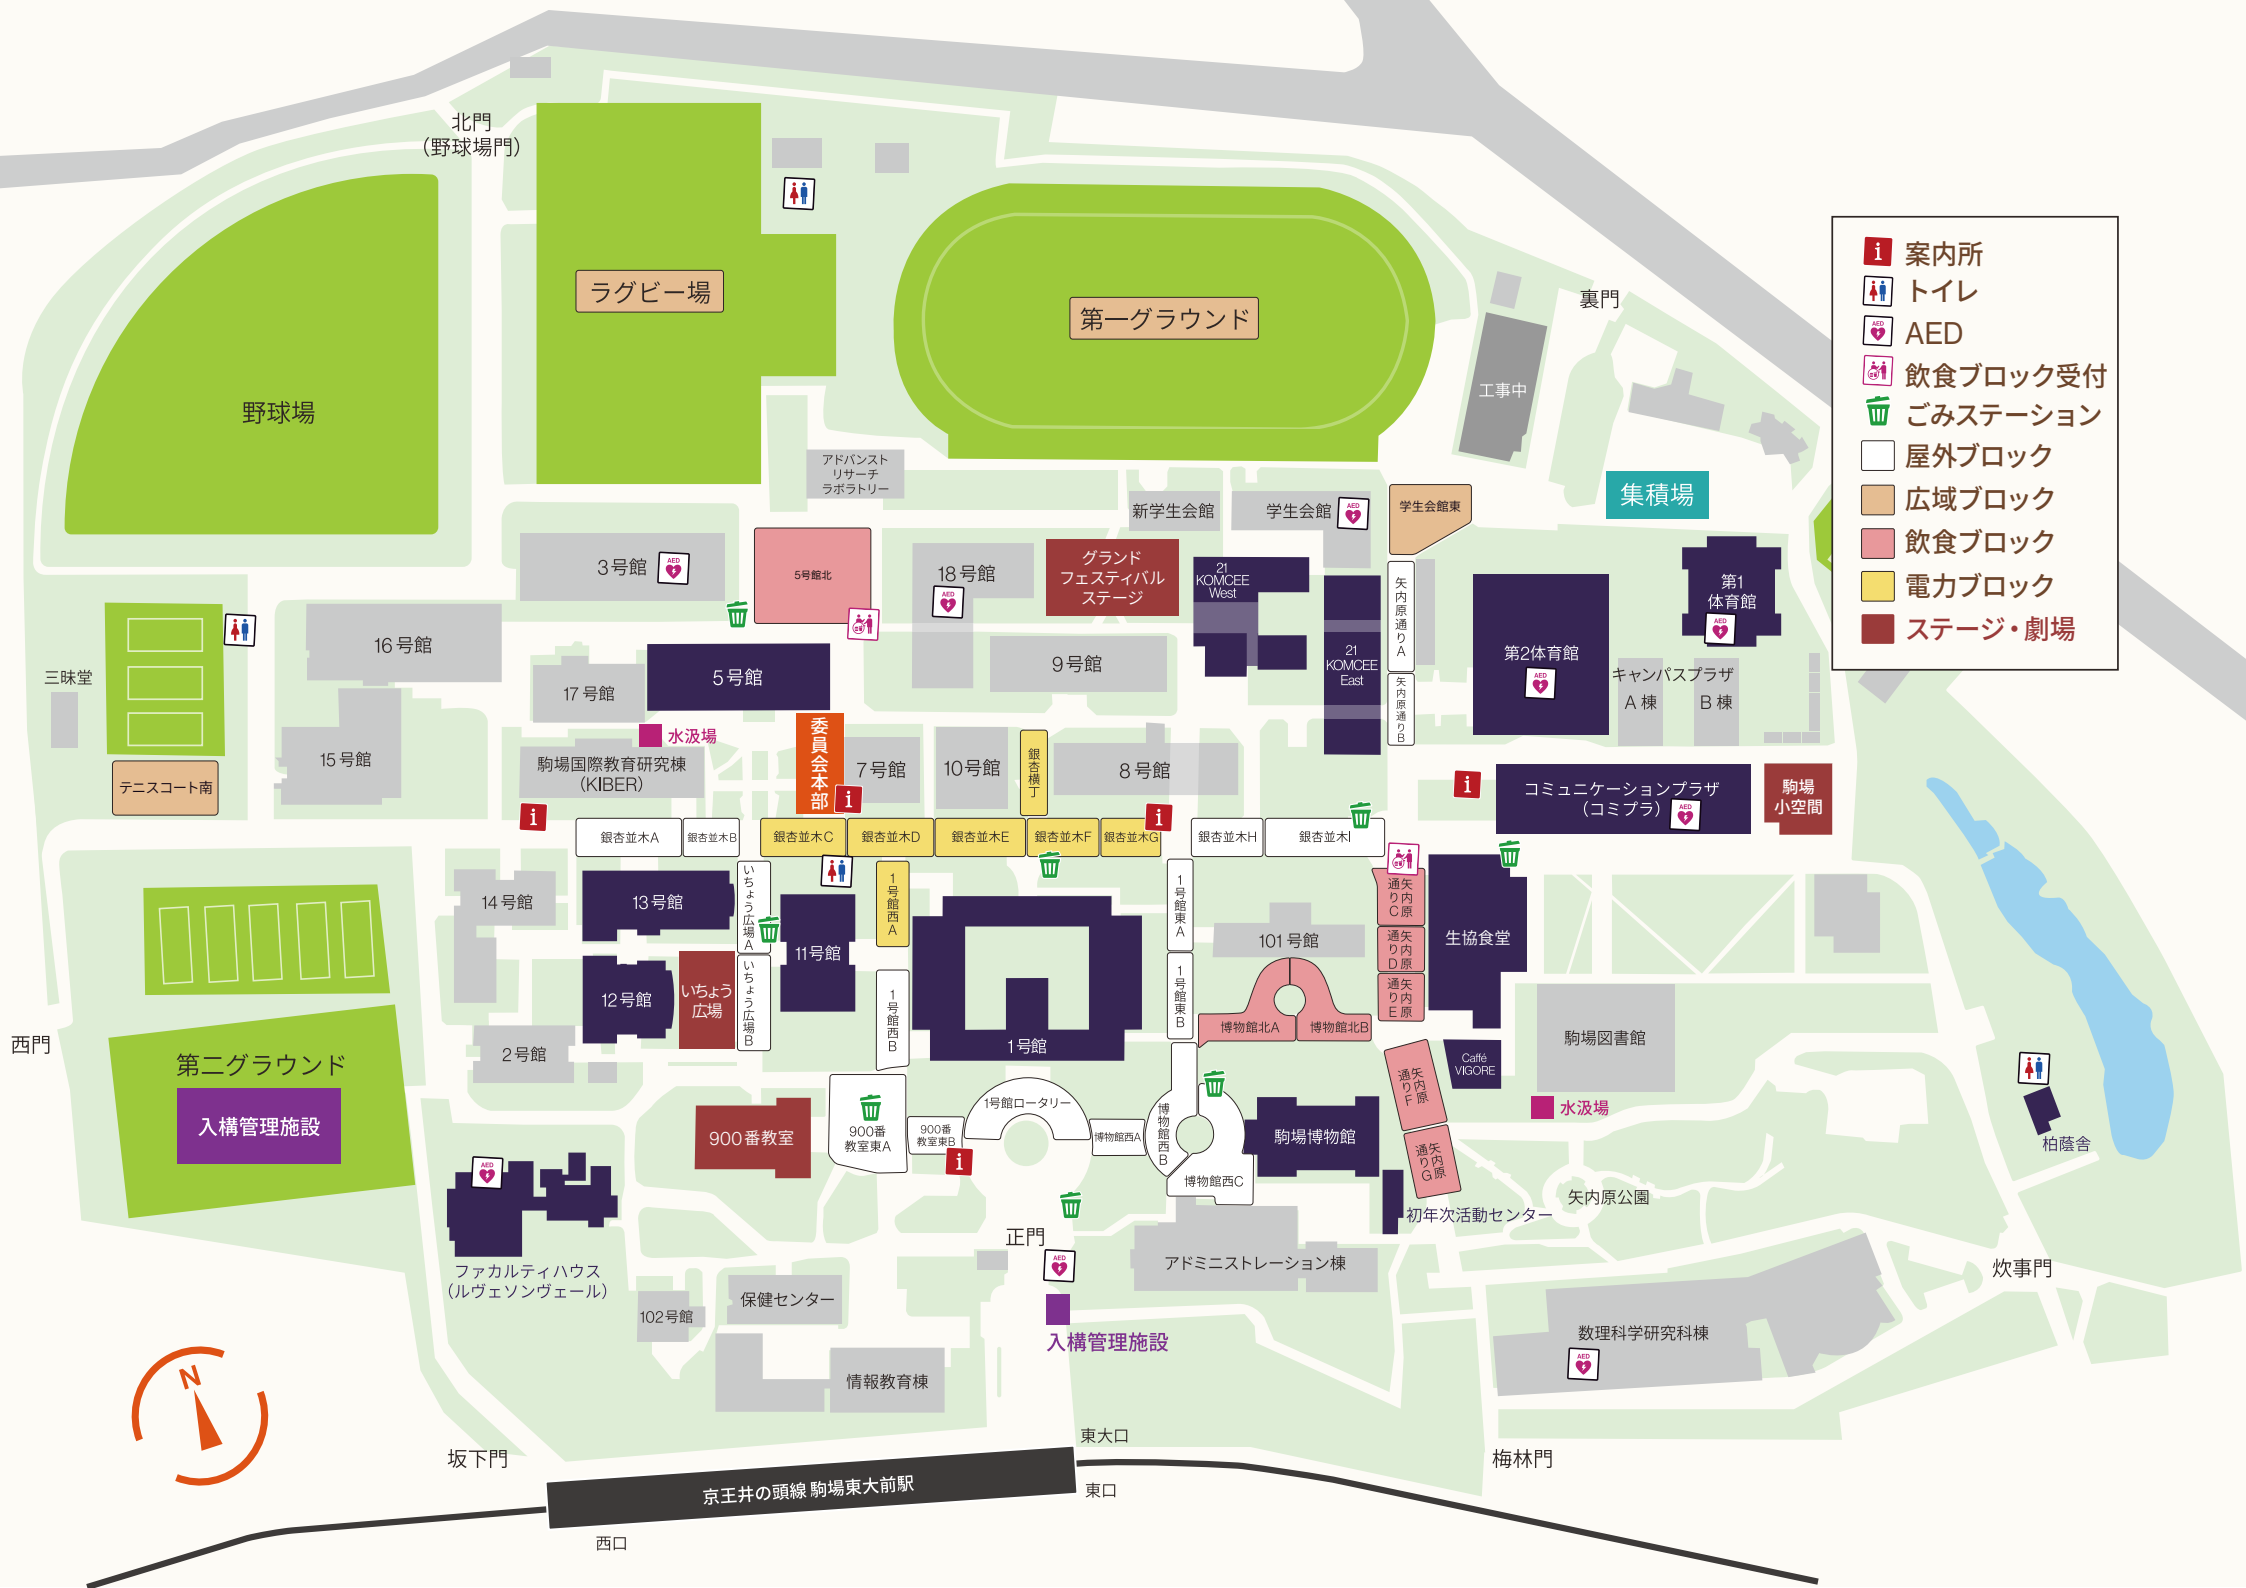 北門
(野球場門)
ラグビー場
第一グラウンド
野球場
裏門
工事中
案内所
トイレ
AED
飲食ブロック受付
ごみステーション
屋外ブロック
広域ブロック
飲食ブロック
電力ブロック
ステージ・劇場
アドバンスト
リサーチ
ラボラトリー
新学生会館
学生会館
AED
学生会館東
集積場
3号館
AED
5号館北
18号館
AED
グランド
フェスティバル
ステージ
21
KOMCEE
West
21
KOMCEE
East
矢内原通りA
矢内原通りB
第1
体育館
AED
第2体育館
AED
キャンパスプラザ
A棟
B棟
三昧堂
16号館
17号館
5号館
9号館
15号館
テニスコート南
水汲場
駒場国際教育研究棟
(KIBER)
委員会本部
7号館
10号館
銀杏横丁
8号館
コミュニケーションプラザ
(コミプラ)
AED
駒場
小空間
銀杏並木A
銀杏並木B
銀杏並木C
銀杏並木D
銀杏並木E
銀杏並木F
銀杏並木G
銀杏並木H
銀杏並木I
14号館
13号館
いちょう広場A
11号館
1号館西A
1号館東A
101号館
矢内原
通りC
矢内原
通りD
矢内原
通りE
生協食堂
12号館
いちょう
広場
いちょう広場B
1号館西B
1号館
1号館東B
博物館北A
博物館北B
西門
第二グラウンド
入構管理施設
2号館
駒場図書館
Caffé
VIGORE
矢内原
通りF
矢内原
通りG
水汲場
柏蔭舎
900番教室
900番
教室東A
900番
教室東B
1号館ロータリー
博物館西A
博物館西B
博物館西C
駒場博物館
AED
ファカルティハウス
(ルヴェソンヴェール)
初年次活動センター
矢内原公園
正門
AED
入構管理施設
アドミニストレーション棟
炊事門
102号館
保健センター
情報教育棟
数理科学研究科棟
AED
N
坂下門
梅林門
東大口
京王井の頭線 駒場東大前駅
東口
西口